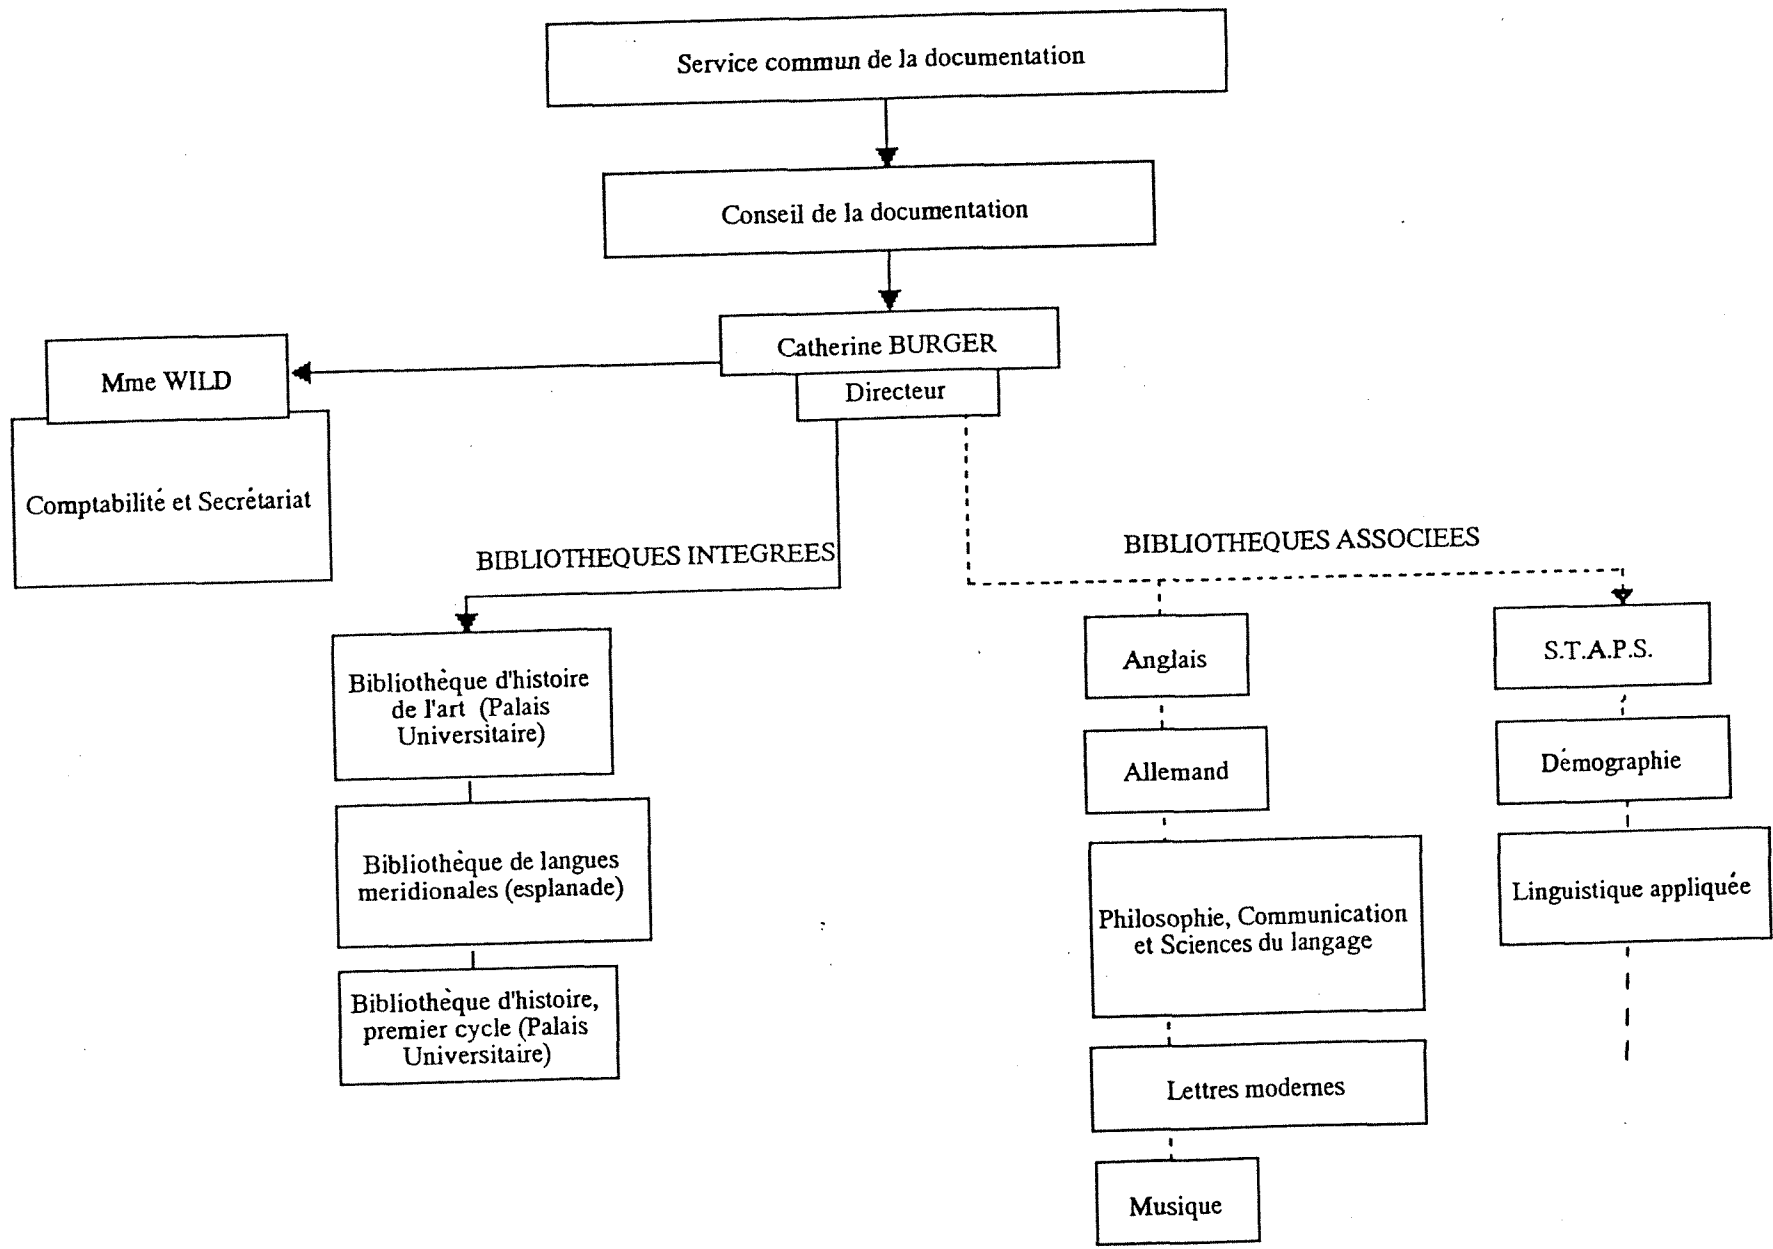 Service commun de la documentation
Conseil de la documentation
Catherine BURGER
Directeur
Mme WILD
Comptabilité et Secrétariat
BIBLIOTHEQUES INTEGREES
Bibliothèque d'histoire
de l'art (Palais
Universitaire)
Bibliothèque de langues
meridionales (esplanade)
Bibliothèque d'histoire,
premier cycle (Palais
Universitaire)
BIBLIOTHEQUES ASSOCIEES
Anglais
Allemand
Philosophie, Communication
et Sciences du langage
Lettres modernes
Musique
S.T.A.P.S.
Démographie
Linguistique appliquée